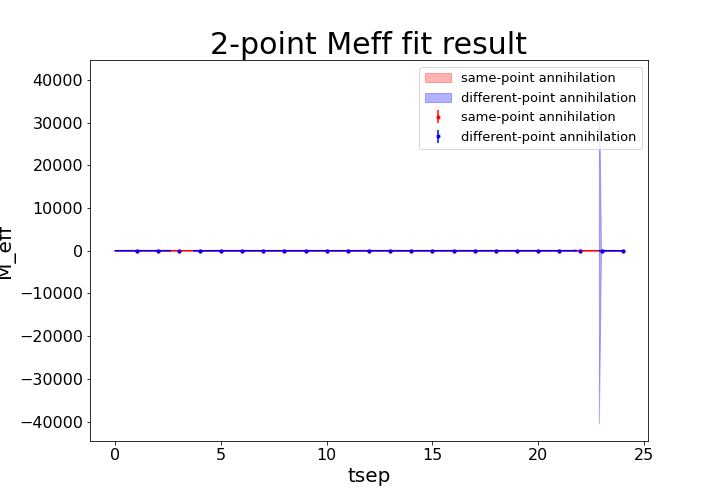 2-point Meff fit result
same-point annihilation
different-point annihilation
same-point annihilation
different-point annihilation
40000
30000
20000
10000
0
−10000
−20000
−30000
−40000
M_eff
0 5 10 15 20 25
tsep